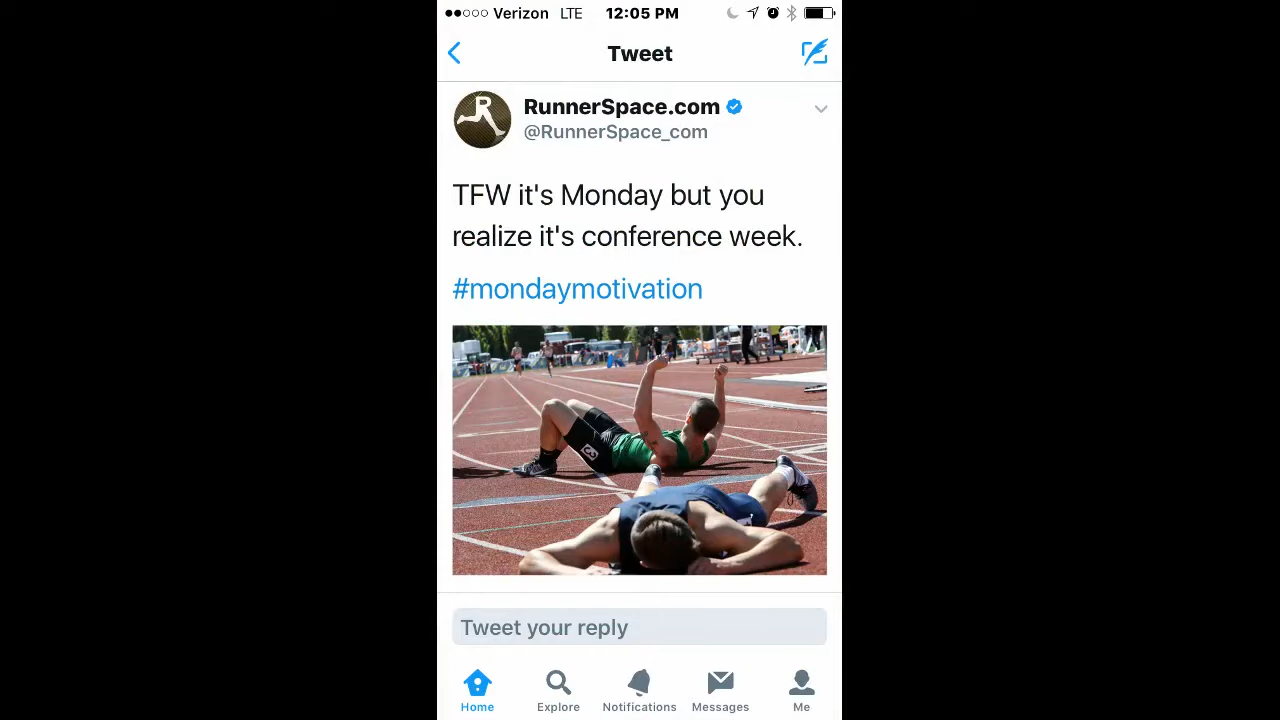 Verizon LTE 12:05 PM
Tweet
R
RunnerSpace.com
@RunnerSpace_com
TFW it's Monday but you
realize it's conference week.
#mondaymotivation
Tweet your reply
Home Explore Notifications Messages Me